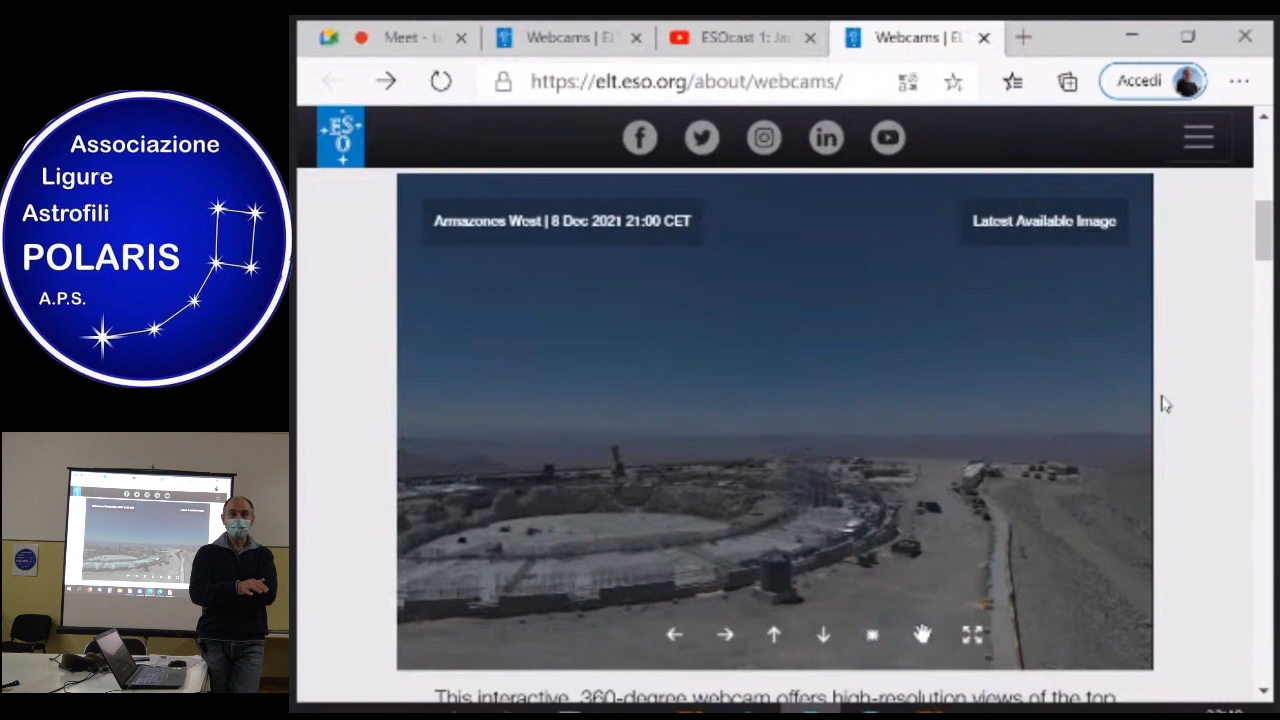 Associazione
Ligure
Astrofili
POLARIS
A.P.S.
Meet -
Webcams | EL
ESOcast 1: Ja
Webcams | EL
https://elt.eso.org/about/webcams/
Accedi
ESO
Armazones West | 8 Dec 2021 21:00 CET
Latest Available Image
This interactive, 360-degree webcam offers high-resolution views of the top